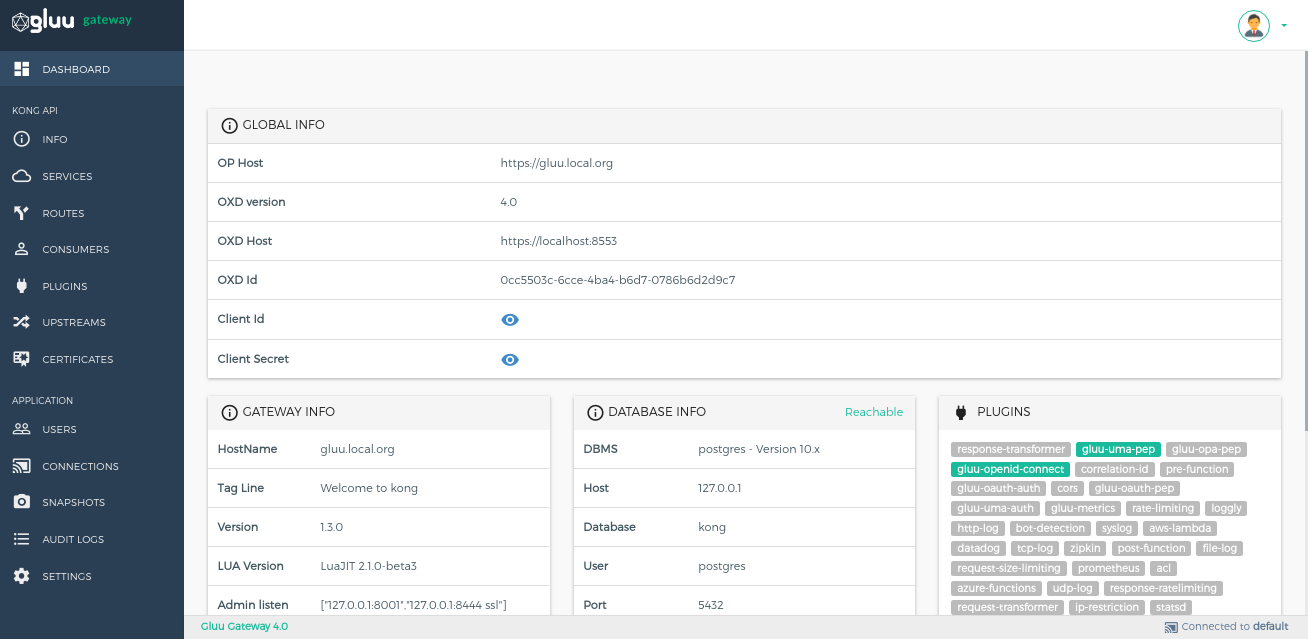 gluu gateway
DASHBOARD
KONG API
INFO
SERVICES
ROUTES
CONSUMERS
PLUGINS
UPSTREAMS
CERTIFICATES
APPLICATION
USERS
CONNECTIONS
SNAPSHOTS
AUDIT LOGS
SETTINGS
GLOBAL INFO
OP Host https://gluu.local.org
OXD version 4.0
OXD Host https://localhost:8553
OXD Id 0cc5503c-6cce-4ba4-b6d7-0786b6d2d9c7
Client Id
Client Secret
GATEWAY INFO
HostName gluu.local.org
Tag Line Welcome to kong
Version 1.3.0
LUA Version LuaJIT 2.1.0-beta3
Admin listen ["127.0.0.1:8001","127.0.0.1:8444 ssl"]
DATABASE INFO Reachable
DBMS postgres - Version 10.x
Host 127.0.0.1
Database kong
User postgres
Port 5432
PLUGINS
response-transformer gluu-uma-pep gluu-opa-pep
gluu-openid-connect correlation-id pre-function
gluu-oauth-auth cors gluu-oauth-pep
gluu-uma-auth gluu-metrics rate-limiting loggly
http-log bot-detection syslog aws-lambda
datadog tcp-log zipkin post-function file-log
request-size-limiting prometheus acl
azure-functions udp-log response-ratelimiting
request-transformer ip-restriction statsd
Gluu Gateway 4.0
Connected to default